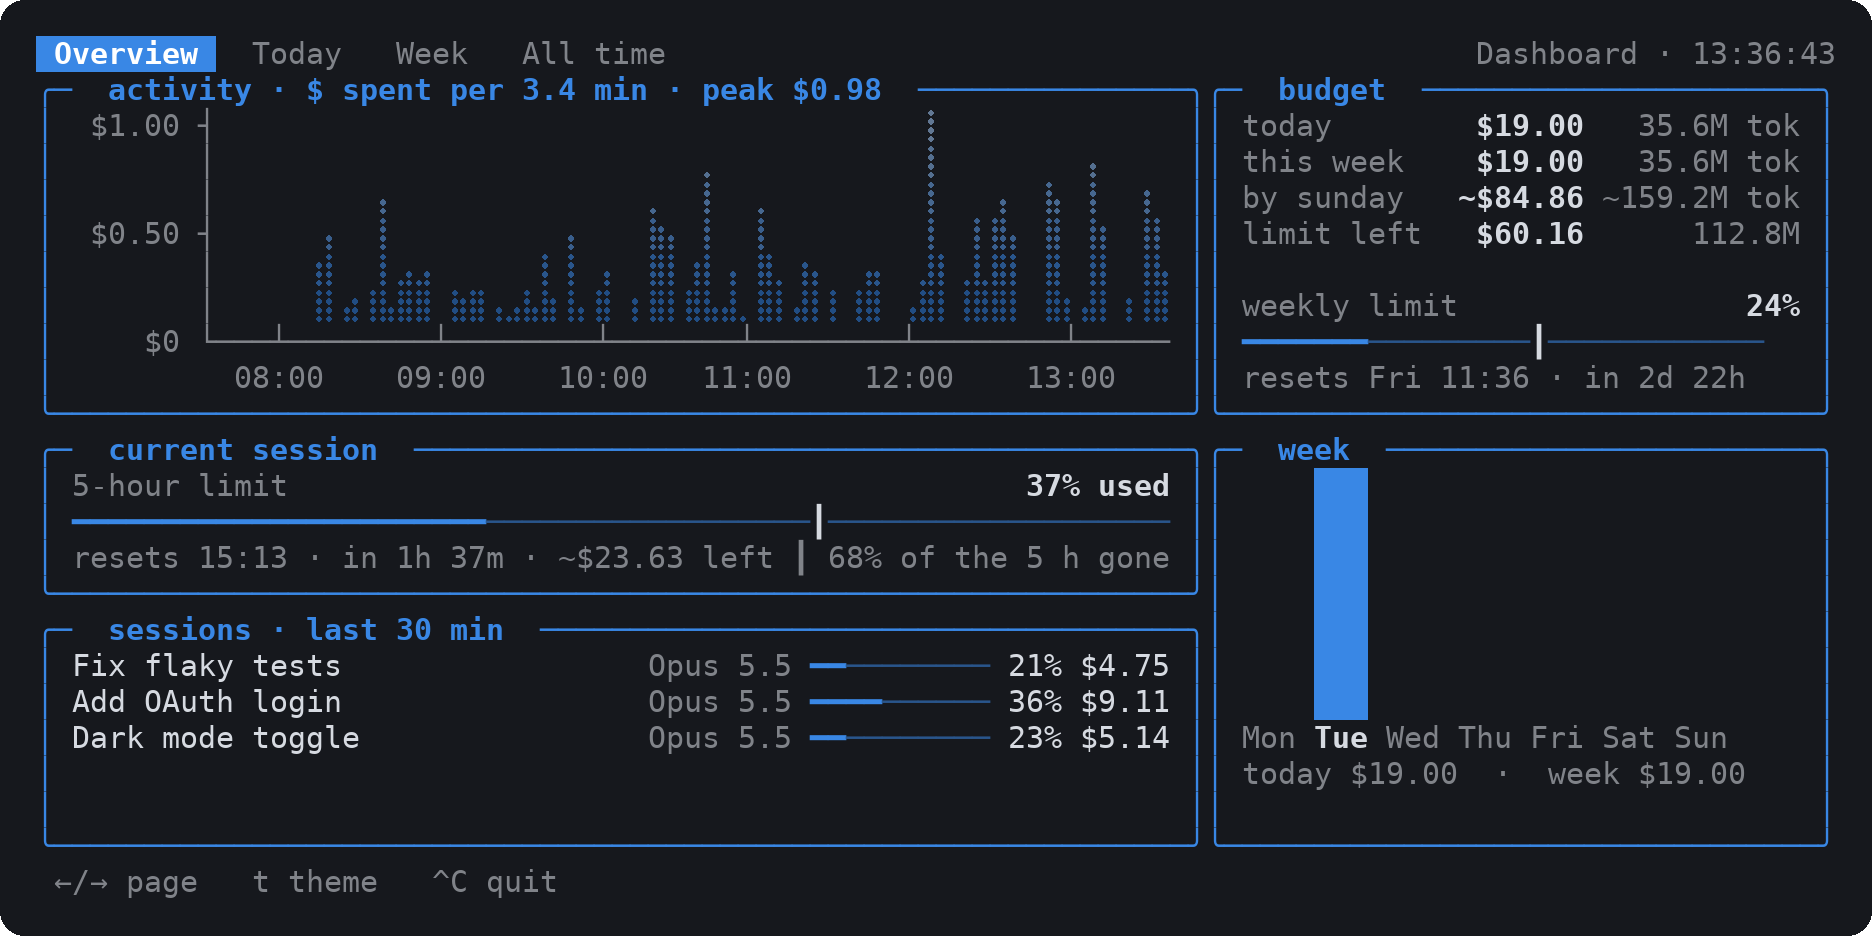 Overview Today Week All time Dashboard · 13:36:43
activity · $ spent per 3.4 min · peak $0.98
$1.00
$0.50
$0
08:00 09:00 10:00 11:00 12:00 13:00
budget
today $19.00 35.6M tok
this week $19.00 35.6M tok
by sunday ~$84.86 ~159.2M tok
limit left $60.16 112.8M
weekly limit 24%
resets Fri 11:36 · in 2d 22h
current session
5-hour limit 37% used
resets 15:13 · in 1h 37m · ~$23.63 left ┃ 68% of the 5 h gone
sessions · last 30 min
Fix flaky tests Opus 5.5 21% $4.75
Add OAuth login Opus 5.5 36% $9.11
Dark mode toggle Opus 5.5 23% $5.14
week
Mon Tue Wed Thu Fri Sat Sun
today $19.00 · week $19.00
←/→ page t theme ^C quit